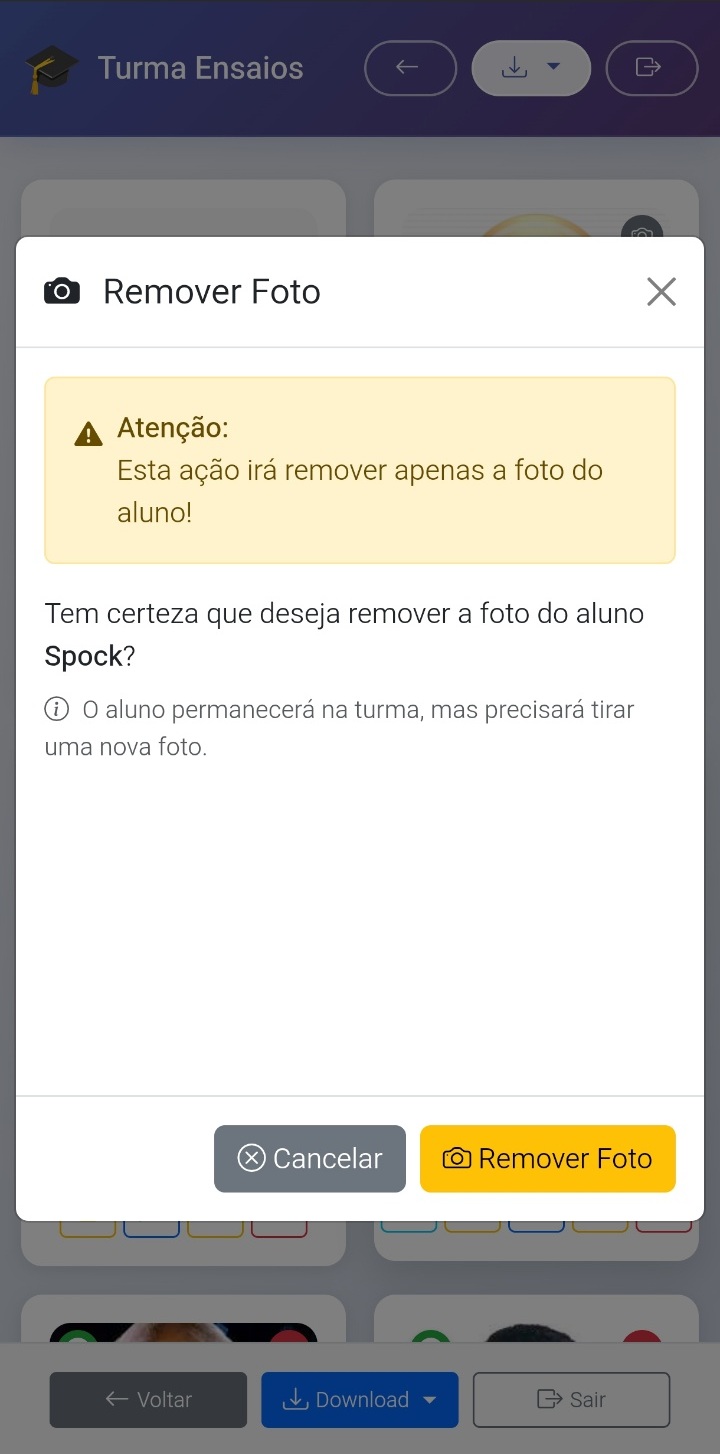 Turma Ensaios
Remover Foto
Atenção:
Esta ação irá remover apenas a foto do
aluno!
Tem certeza que deseja remover a foto do aluno
Spock?
O aluno permanecerá na turma, mas precisará tirar
uma nova foto.
Cancelar
Remover Foto
Voltar
Download
Sair